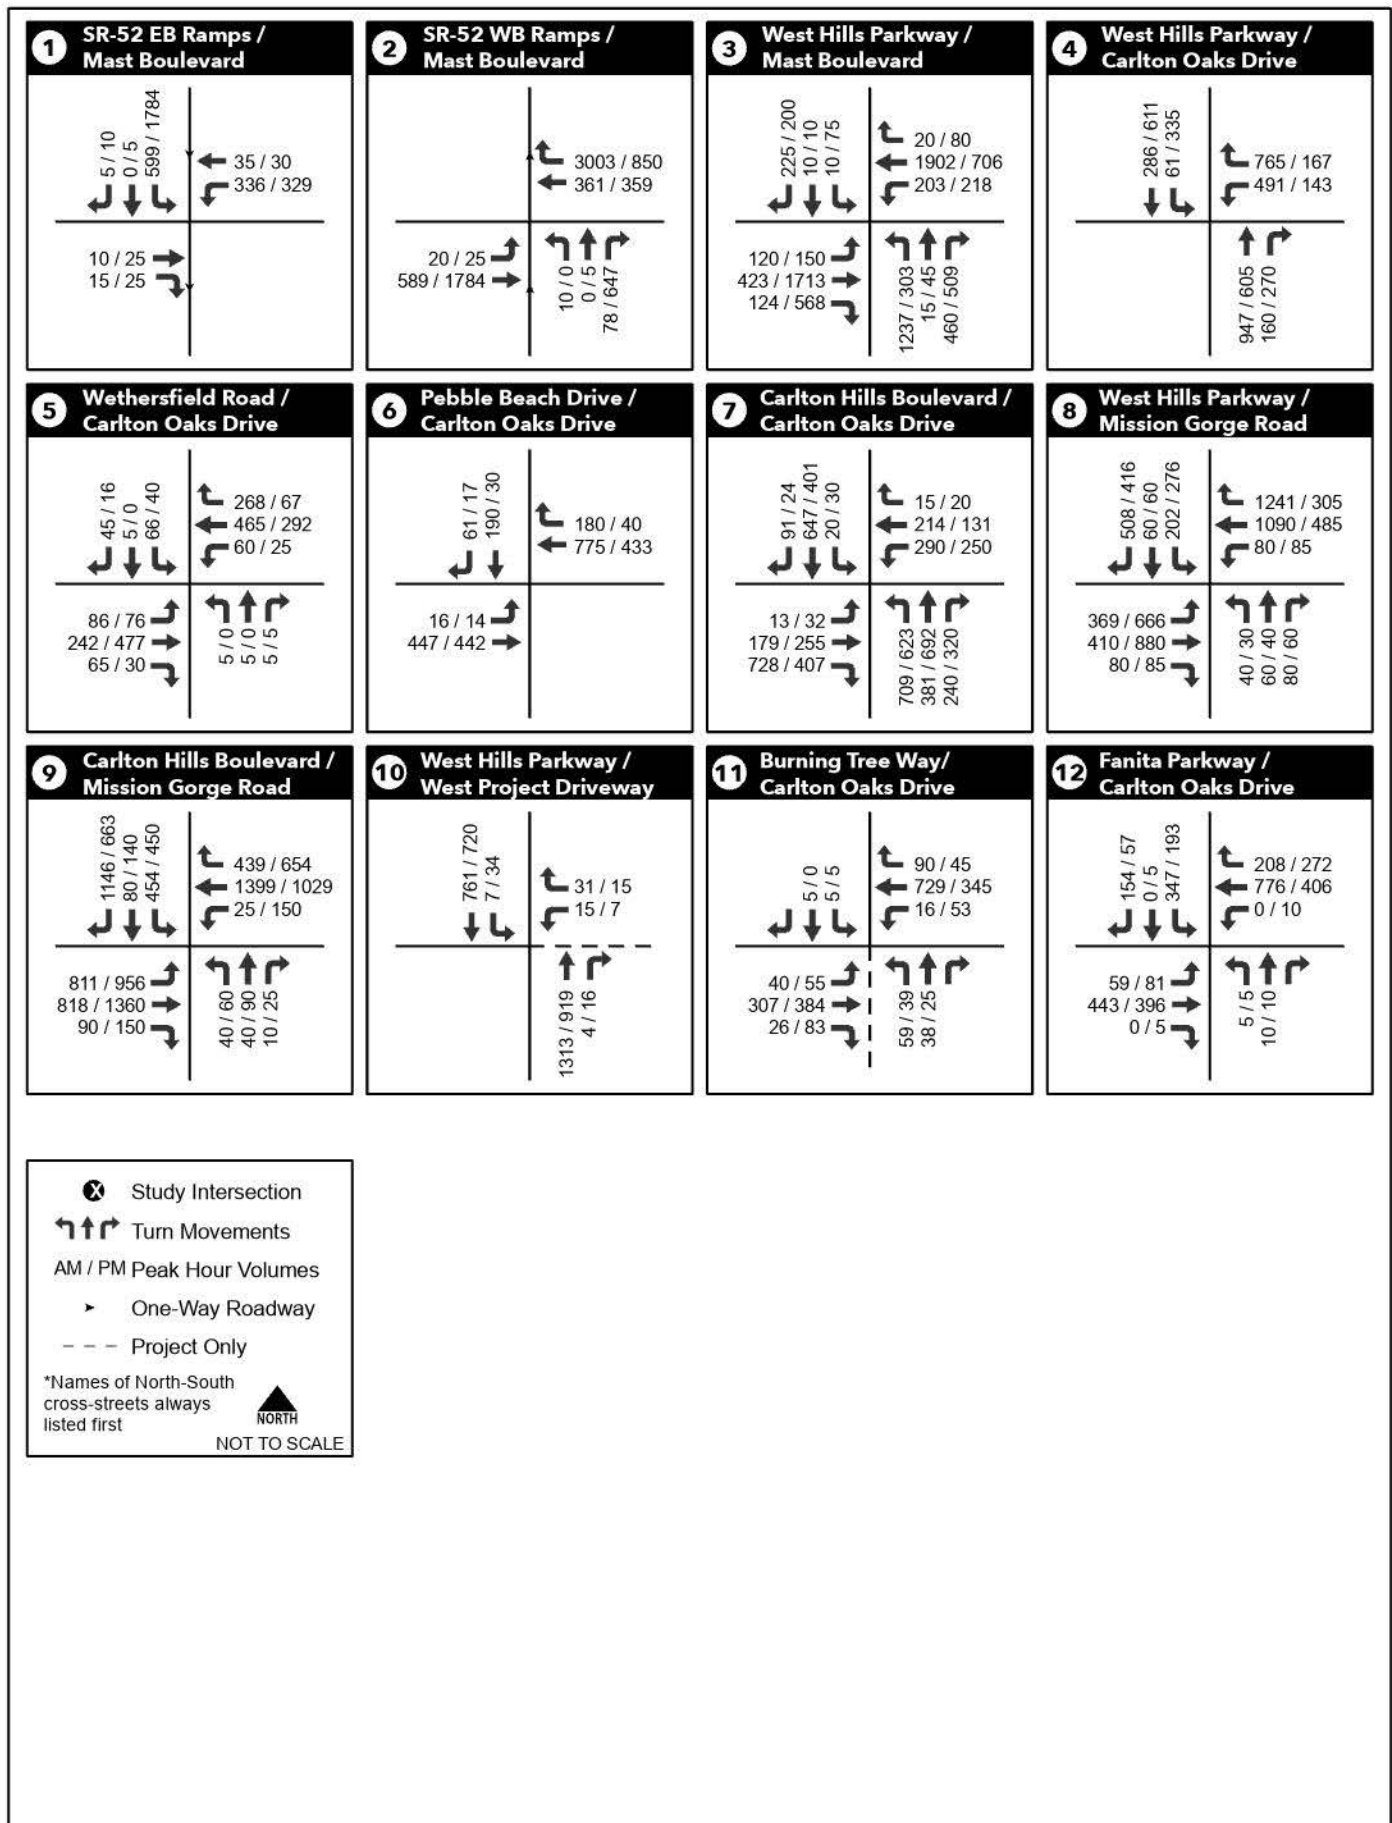 1
SR-52 EB Ramps /
Mast Boulevard
5 / 10
0 / 5
599 / 1784
35 / 30
336 / 329
10 / 25
15 / 25
2
SR-52 WB Ramps /
Mast Boulevard
3003 / 850
361 / 359
20 / 25
589 / 1784
10 / 0
0 / 5
78 / 647
3
West Hills Parkway /
Mast Boulevard
225 / 200
10 / 10
10 / 75
20 / 80
1902 / 706
203 / 218
120 / 150
423 / 1713
124 / 568
1237 / 303
15 / 45
460 / 509
4
West Hills Parkway /
Carlton Oaks Drive
286 / 611
61 / 335
765 / 167
491 / 143
947 / 605
160 / 270
5
Wethersfield Road /
Carlton Oaks Drive
45 / 16
5 / 0
66 / 40
268 / 67
465 / 292
60 / 25
86 / 76
242 / 477
65 / 30
5 / 0
5 / 0
5 / 5
6
Pebble Beach Drive /
Carlton Oaks Drive
61 / 17
190 / 30
180 / 40
775 / 433
16 / 14
447 / 442
7
Carlton Hills Boulevard /
Carlton Oaks Drive
91 / 24
647 / 401
20 / 30
15 / 20
214 / 131
290 / 250
13 / 32
179 / 255
728 / 407
709 / 623
381 / 692
240 / 320
8
West Hills Parkway /
Mission Gorge Road
508 / 416
60 / 60
202 / 276
1241 / 305
1090 / 485
80 / 85
369 / 666
410 / 880
80 / 85
40 / 30
60 / 40
80 / 60
9
Carlton Hills Boulevard /
Mission Gorge Road
1146 / 663
80 / 140
454 / 450
439 / 654
1399 / 1029
25 / 150
811 / 956
818 / 1360
90 / 150
40 / 60
40 / 90
10 / 25
10
West Hills Parkway /
West Project Driveway
761 / 720
7 / 34
31 / 15
15 / 7
1313 / 919
4 / 16
11
Burning Tree Way/
Carlton Oaks Drive
5 / 0
5 / 5
90 / 45
729 / 345
16 / 53
40 / 55
307 / 384
26 / 83
59 / 39
38 / 25
12
Fanita Parkway /
Carlton Oaks Drive
154 / 57
0 / 5
347 / 193
208 / 272
776 / 406
0 / 10
59 / 81
443 / 396
0 / 5
5 / 5
10 / 10
X Study Intersection
Turn Movements
AM / PM Peak Hour Volumes
One-Way Roadway
Project Only
*Names of North-South
cross-streets always
listed first
NORTH
NOT TO SCALE